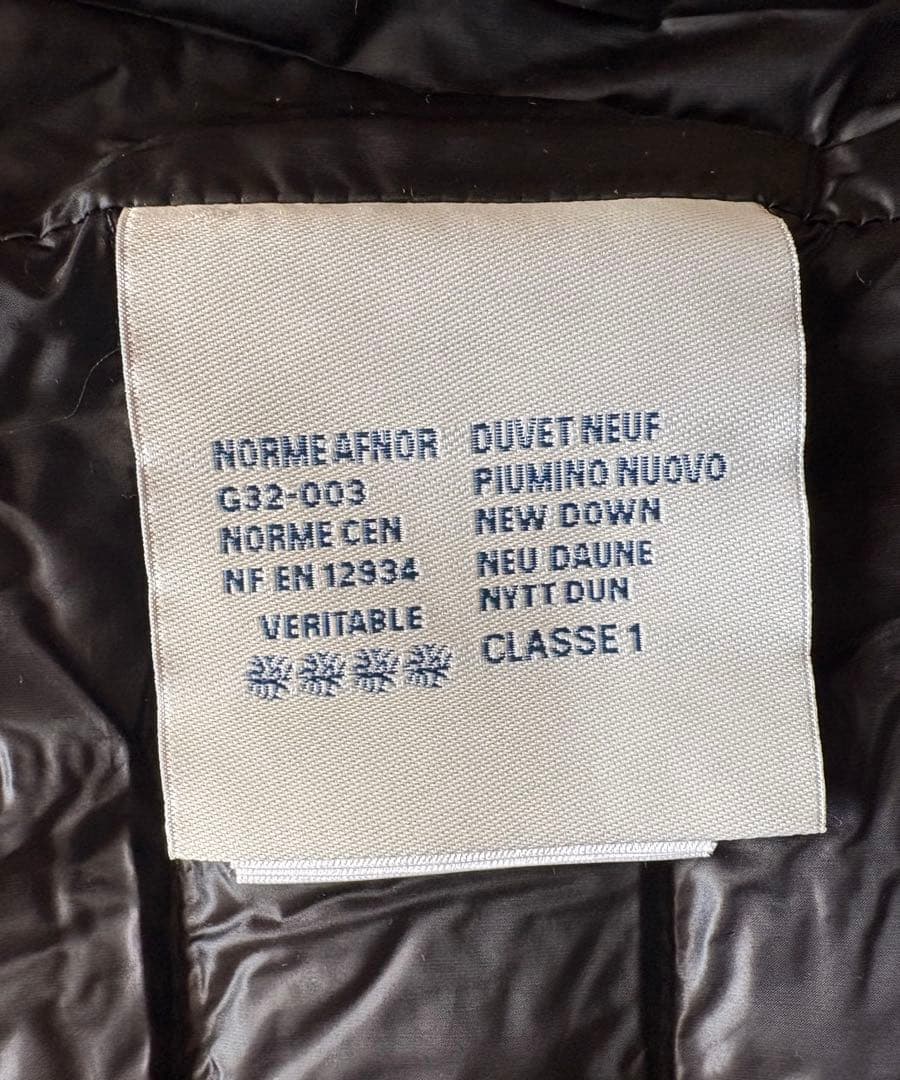 NORME AFNOR
G32-003
NORME CEN
NF EN 12934
VERITABLE
DUVET NEUF
PIUMINO NUOVO
NEW DOWN
NEU DAUNE
NYTT DUN
CLASSE 1